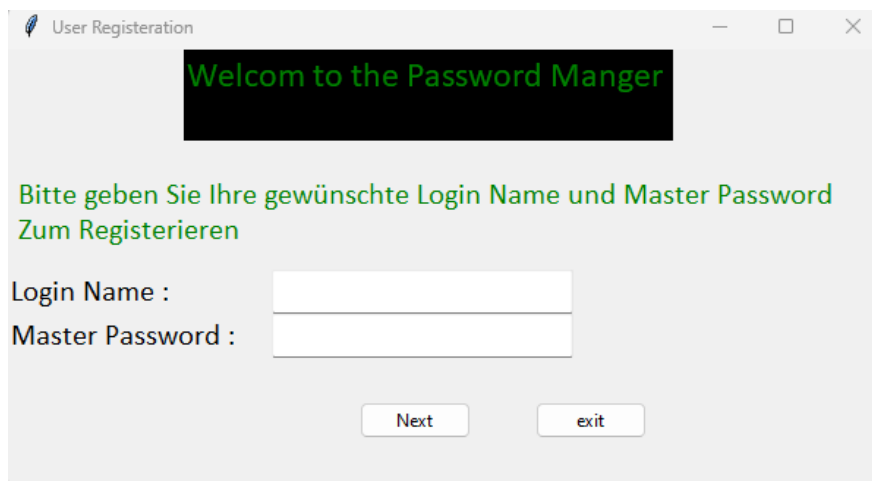 User Registeration
Welcom to the Password Manger
Bitte geben Sie Ihre gewünschte Login Name und Master Password
Zum Registerieren
Login Name :
Master Password :
Next exit